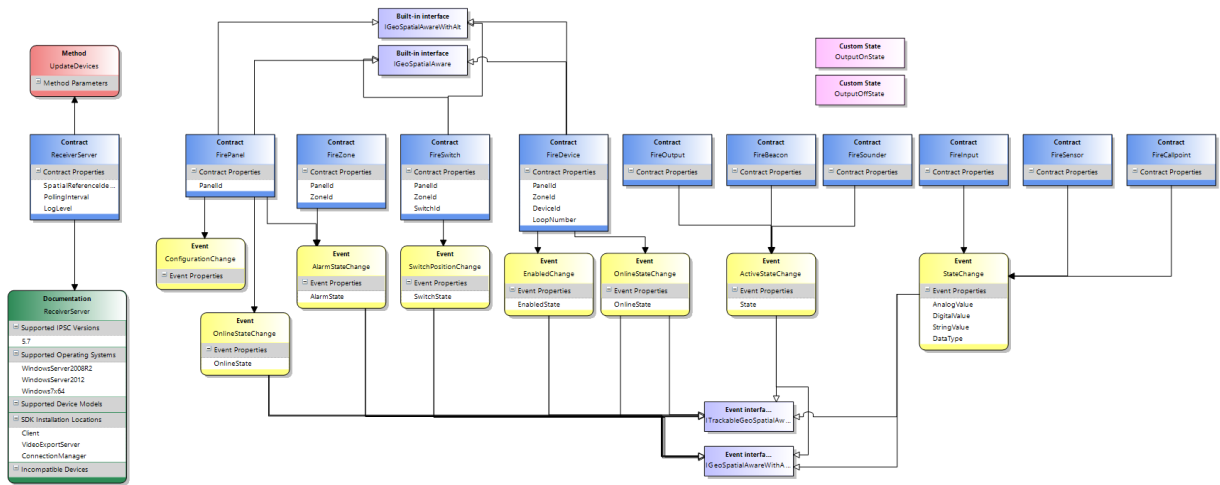 Built-in interface
IGeoSpatialAwareWithAlt
Built-in interface
IGeoSpatialAware
Custom State
OutputOnState
Custom State
OutputOffState
Method
UpdateDevices
Method Parameters
Contract
ReceiverServer
Contract Properties
SpatialReferenceIde...
PollingInterval
LogLevel
Contract
FirePanel
Contract Properties
PanelId
Contract
FireZone
Contract Properties
PanelId
ZoneId
Contract
FireSwitch
Contract Properties
PanelId
ZoneId
SwitchId
Contract
FireDevice
Contract Properties
PanelId
ZoneId
DeviceId
LoopNumber
Contract
FireOutput
Contract Properties
Contract
FireBeacon
Contract Properties
Contract
FireSounder
Contract Properties
Contract
FireInput
Contract Properties
Contract
FireSensor
Contract Properties
Contract
FireCallpoint
Contract Properties
Event
ConfigurationChange
Event Properties
Event
AlarmStateChange
Event Properties
AlarmState
Event
SwitchPositionChange
Event Properties
SwitchState
Event
EnabledChange
Event Properties
EnabledState
Event
OnlineStateChange
Event Properties
OnlineState
Event
ActiveStateChange
Event Properties
State
Event
StateChange
Event Properties
AnalogValue
DigitalValue
StringValue
DataType
Event
OnlineStateChange
Event Properties
OnlineState
Documentation
ReceiverServer
Supported IPSC Versions
5.7
Supported Operating Systems
WindowsServer2008R2
WindowsServer2012
Windows7x64
Supported Device Models
SDK Installation Locations
Client
VideoExportServer
ConnectionManager
Incompatible Devices
Event interfa...
ITrackableGeoSpatialAw...
Event interfa...
IGeoSpatialAwareWithA...